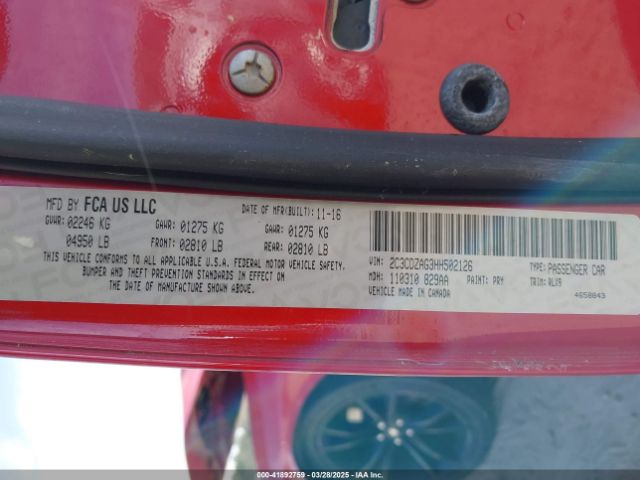 MFD BY FCA US LLC
DATE OF MFR(BUILT): 11-16
GVWR: 02246 KG GAWR: 01275 KG GAWR: 01275 KG
04950 LB FRONT: 02810 LB REAR: 02810 LB
THIS VEHICLE CONFORMS TO ALL APPLICABLE U.S.A. FEDERAL MOTOR VEHICLE SAFETY,
BUMPER AND THEFT PREVENTION STANDARDS IN EFFECT ON
THE DATE OF MANUFACTURE SHOWN ABOVE.
VIN: 2C3CDZAG3HH502126 TYPE: PASSENGER CAR
MDH: 110310 829AA PAINT: PRY TRIM: RLX9
VEHICLE MADE IN CANADA 4658843
000-41892759 - 03/28/2025 - IAA Inc.